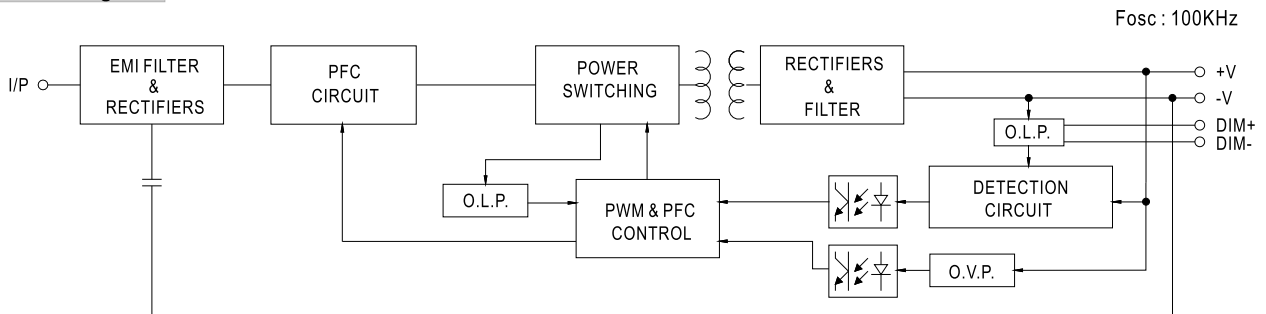 Fosc : 100KHz
I/P
EMI FILTER
&
RECTIFIERS
PFC
CIRCUIT
POWER
SWITCHING
RECTIFIERS
&
FILTER
+V
-V
DIM+
DIM-
O.L.P.
O.L.P.
PWM & PFC
CONTROL
DETECTION
CIRCUIT
O.V.P.